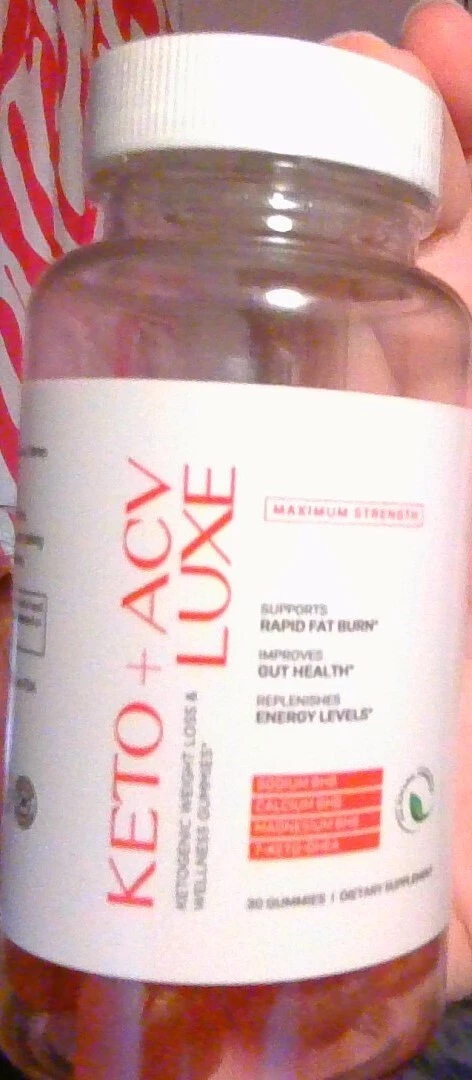 KETO + ACV
LUXE
KETOGENIC WEIGHT LOSS &
WELLNESS GUMMIES*
MAXIMUM STRENGTH
SUPPORTS
RAPID FAT BURN*
IMPROVES
GUT HEALTH*
REPLENISHES
ENERGY LEVELS*
SODIUM BHB
CALCIUM BHB
MAGNESIUM BHB
7-KETO-DHEA
30 GUMMIES | DIETARY SUPPLEMENT